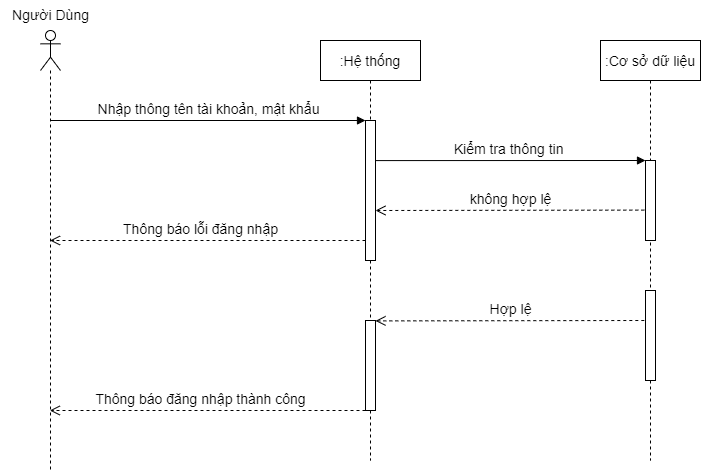 Người Dùng
:Hệ thống
:Cơ sở dữ liệu
Nhập thông tên tài khoản, mật khẩu
Kiểm tra thông tin
không hợp lệ
Thông báo lỗi đăng nhập
Hợp lệ
Thông báo đăng nhập thành công